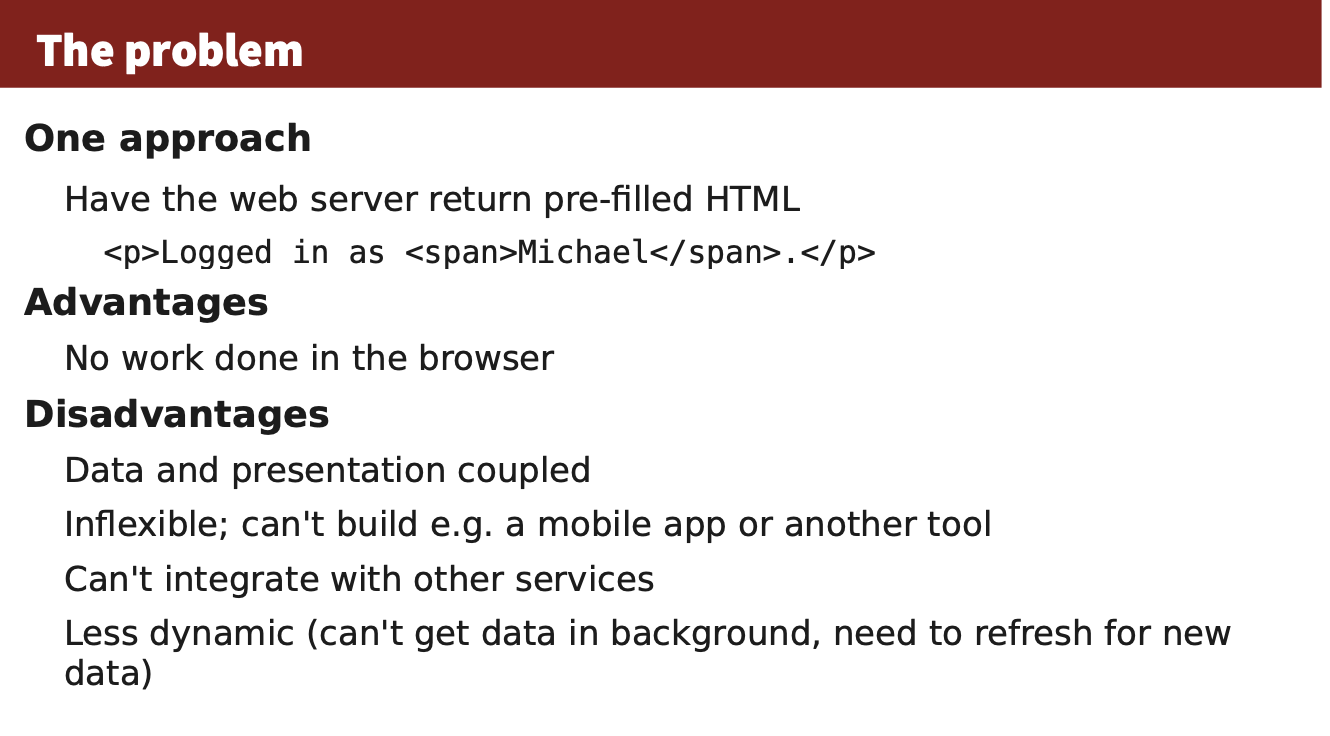 The problem
One approach
Have the web server return pre-filled HTML
<p>Logged in as <span>Michael</span>.</p>
Advantages
No work done in the browser
Disadvantages
Data and presentation coupled
Inflexible; can't build e.g. a mobile app or another tool
Can't integrate with other services
Less dynamic (can't get data in background, need to refresh for new
data)